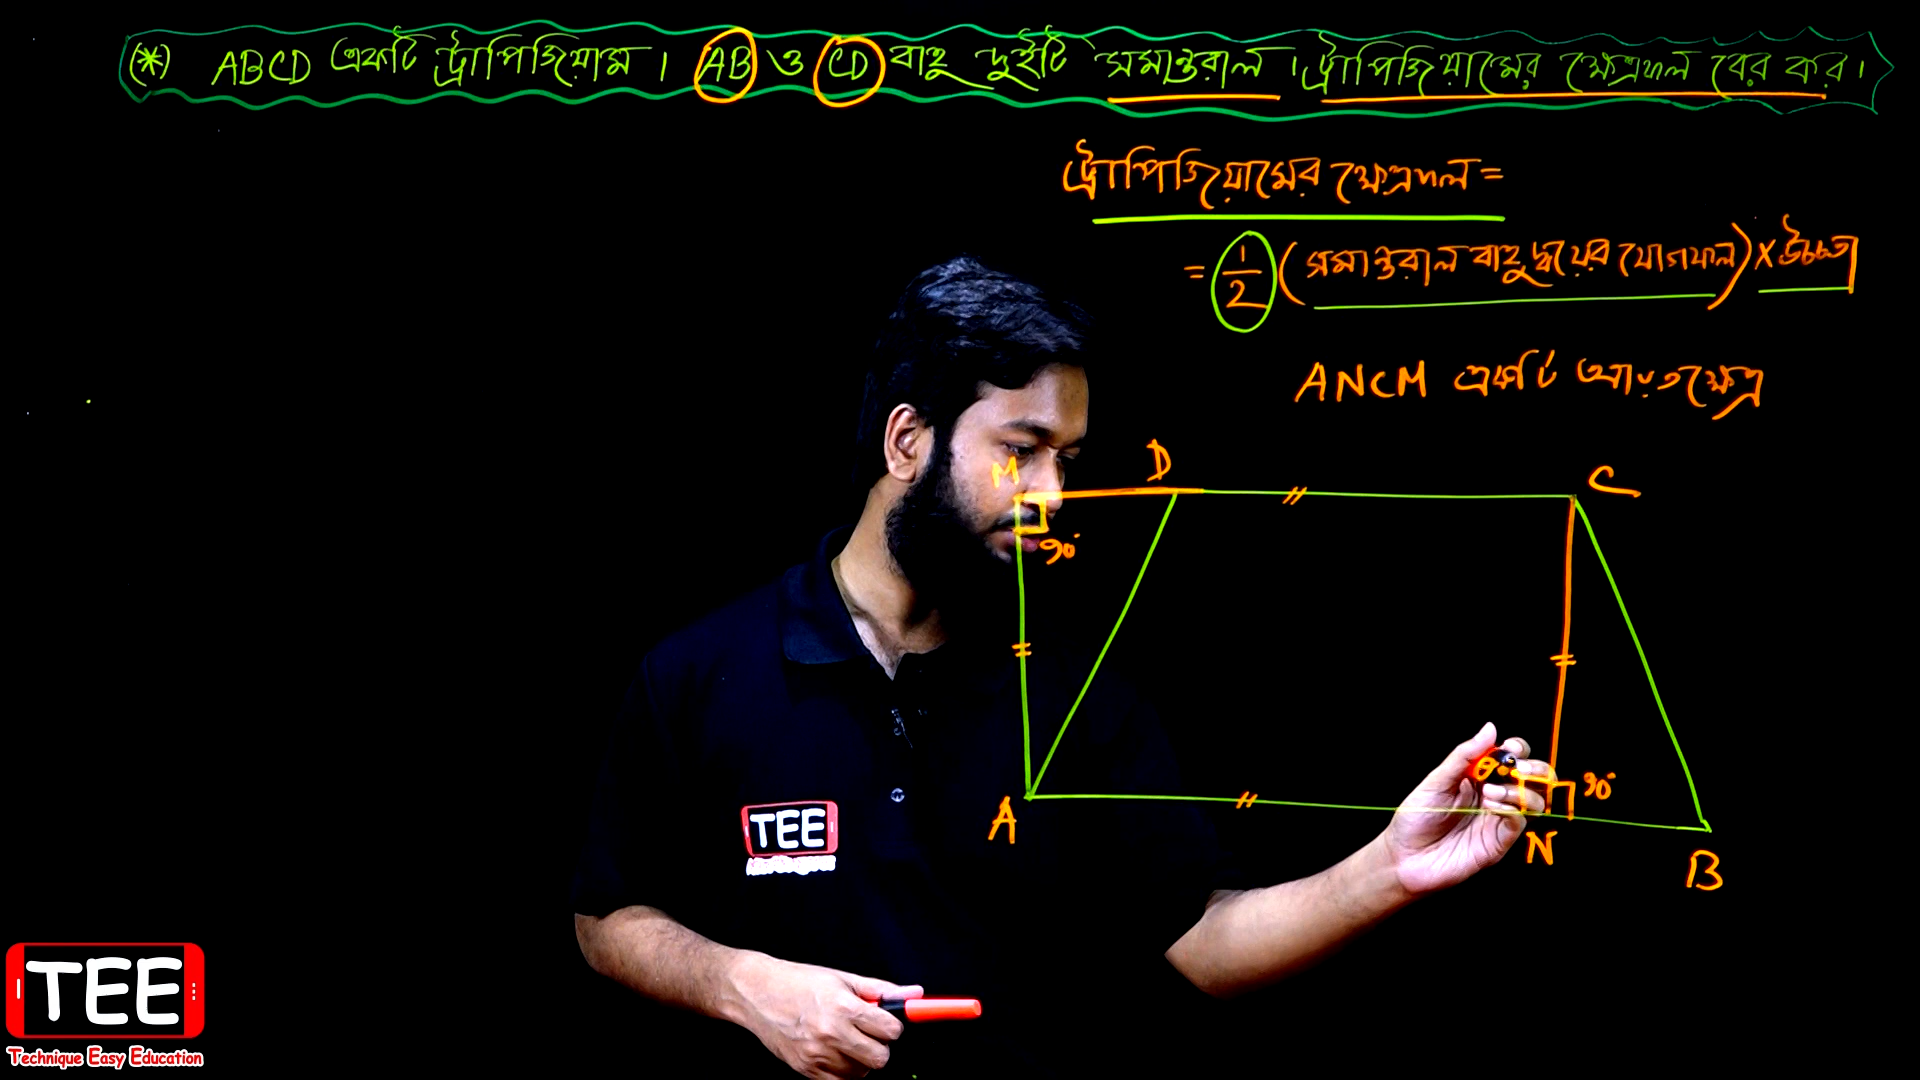 (*) ABCD একটি ট্রাপিজিয়াম । AB ও CD বাহু দুইটি সমান্তরাল । ট্রাপিজিয়ামের ক্ষেত্রফল বের কর ।
ট্রাপিজিয়ামের ক্ষেত্রফল =
= 1/2 (সমান্তরাল বাহুদ্বয়ের যোগফল) × উচ্চতা
ANCM একটি আয়তক্ষেত্র
M D C
90°
90°
A N B
TEE
TEE
Technique Easy Education